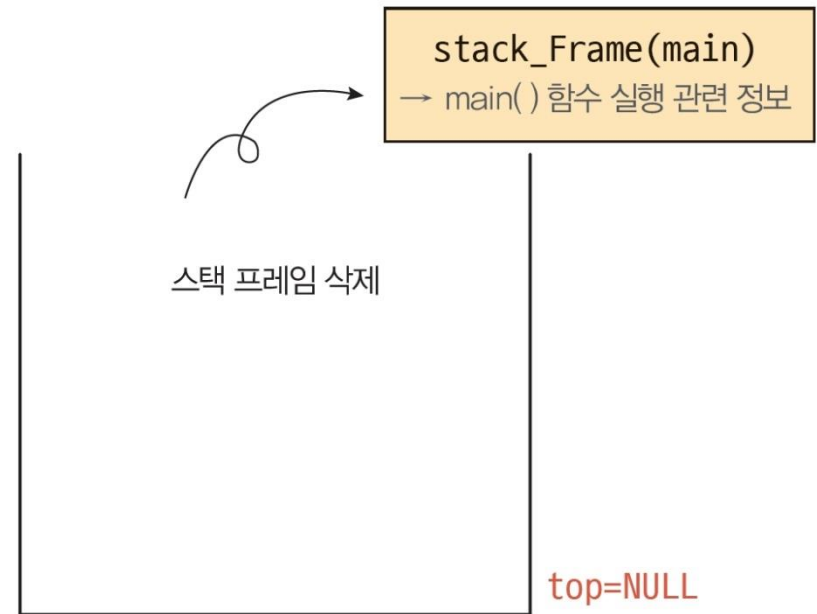 stack_Frame(main)
→ main( ) 함수 실행 관련 정보
스택 프레임 삭제
top=NULL